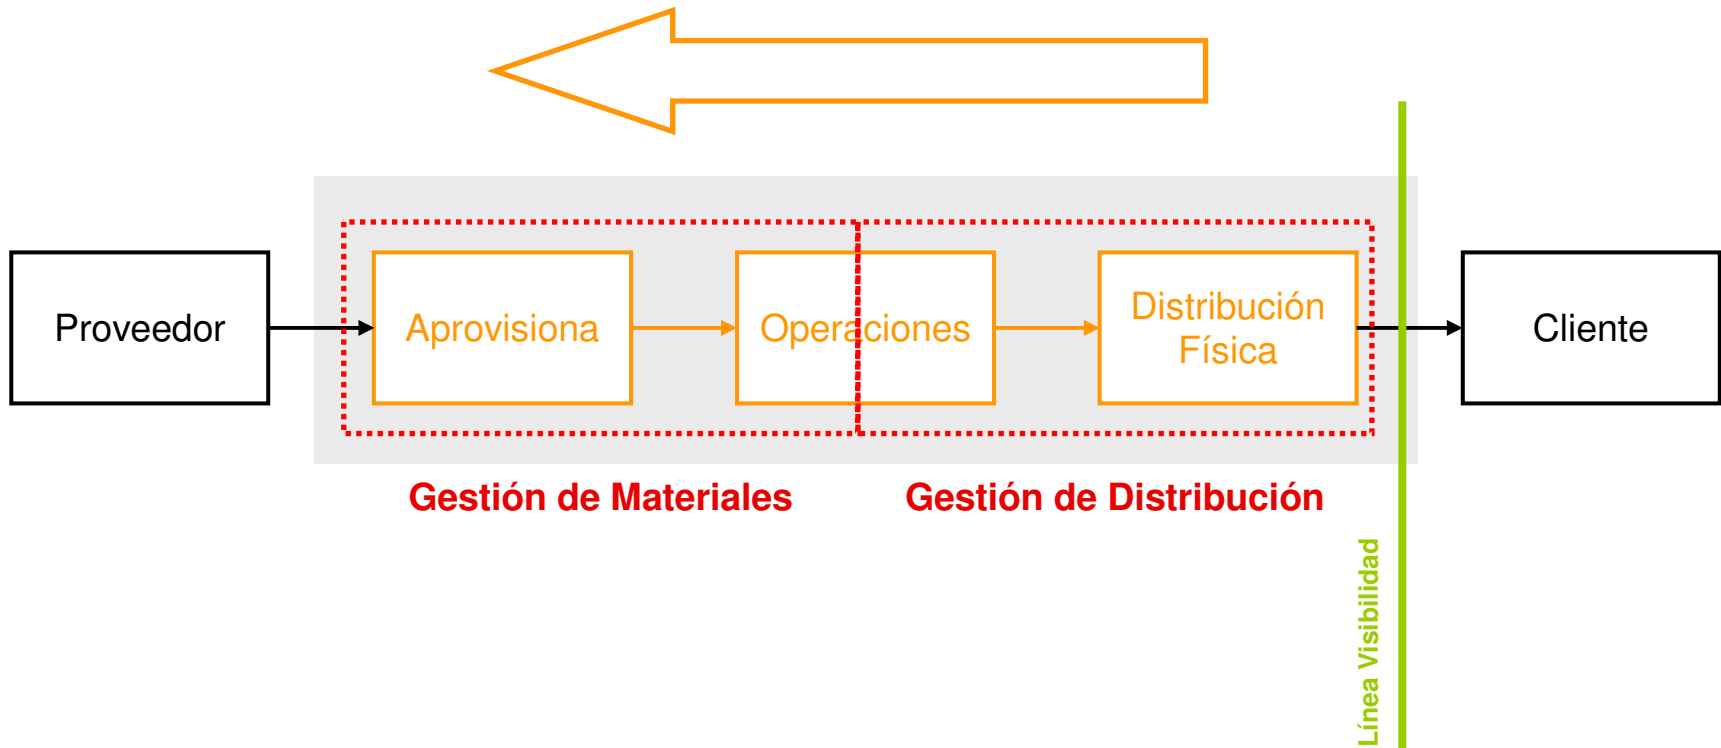 Proveedor
Aprovisiona
Operaciones
Distribución
Física
Cliente
Gestión de Materiales
Gestión de Distribución
Línea Visibilidad